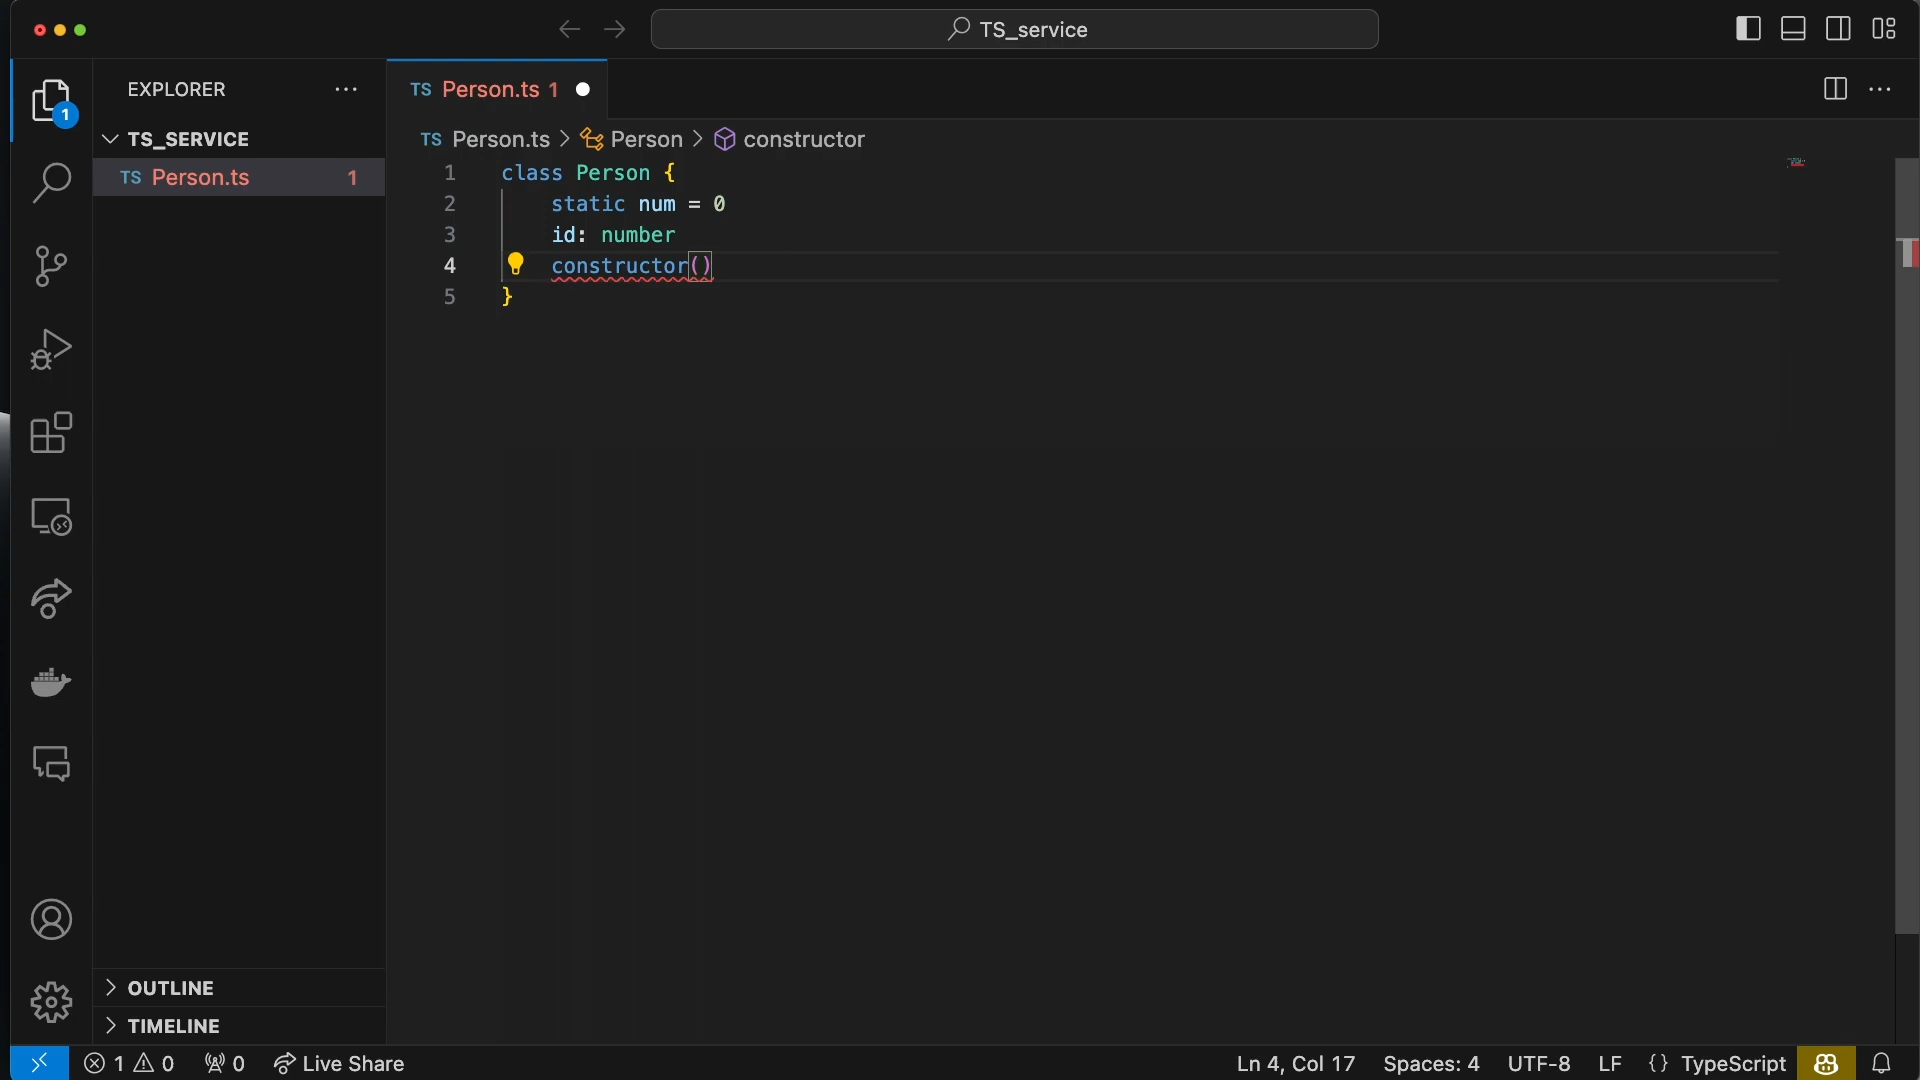 TS_service
EXPLORER
TS Person.ts 1
TS_SERVICE
TS Person.ts 1
TS Person.ts > Person > constructor
1 class Person {
2 static num = 0
3 id: number
4 constructor()
5 }
1
OUTLINE
TIMELINE
1 0 0 Live Share Ln 4, Col 17 Spaces: 4 UTF-8 LF {} TypeScript